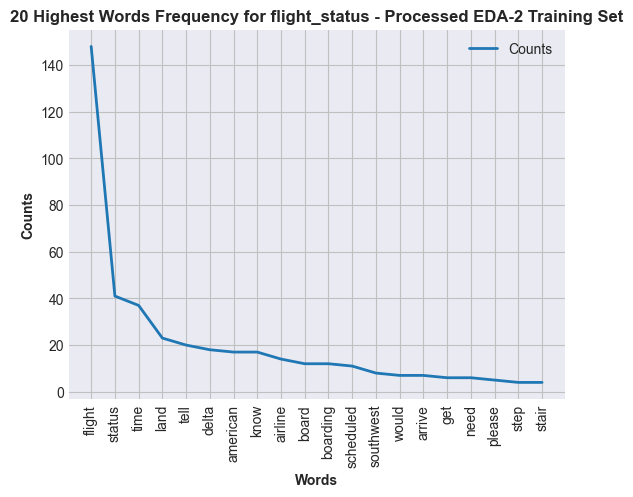 20 Highest Words Frequency for flight_status - Processed EDA-2 Training Set
Counts
140
120
100
80
60
40
20
0
Counts
flight
status
time
land
tell
delta
american
know
airline
board
boarding
scheduled
southwest
would
arrive
get
need
please
step
stair
Words